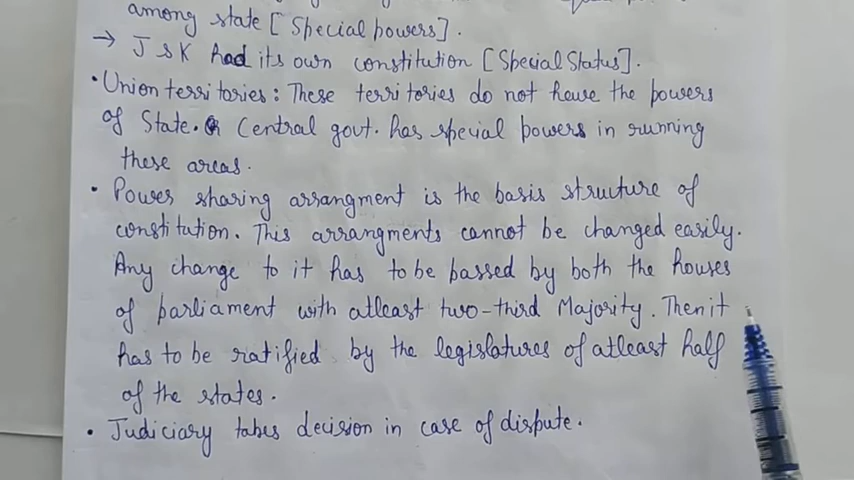 among state [Special powers].
→ J & K had its own constitution [Special Status].
• Union territories: These territories do not have the powers
of State. Central govt. has special powers in running
these areas.
• Power sharing arrangment is the basis structure of
constitution. This arrangments cannot be changed easily.
Any change to it has to be passed by both the houses
of parliament with atleast two-third Majority. Then it
has to be ratified by the legislatures of atleast half
of the states.
• Judiciary takes decision in case of dispute.